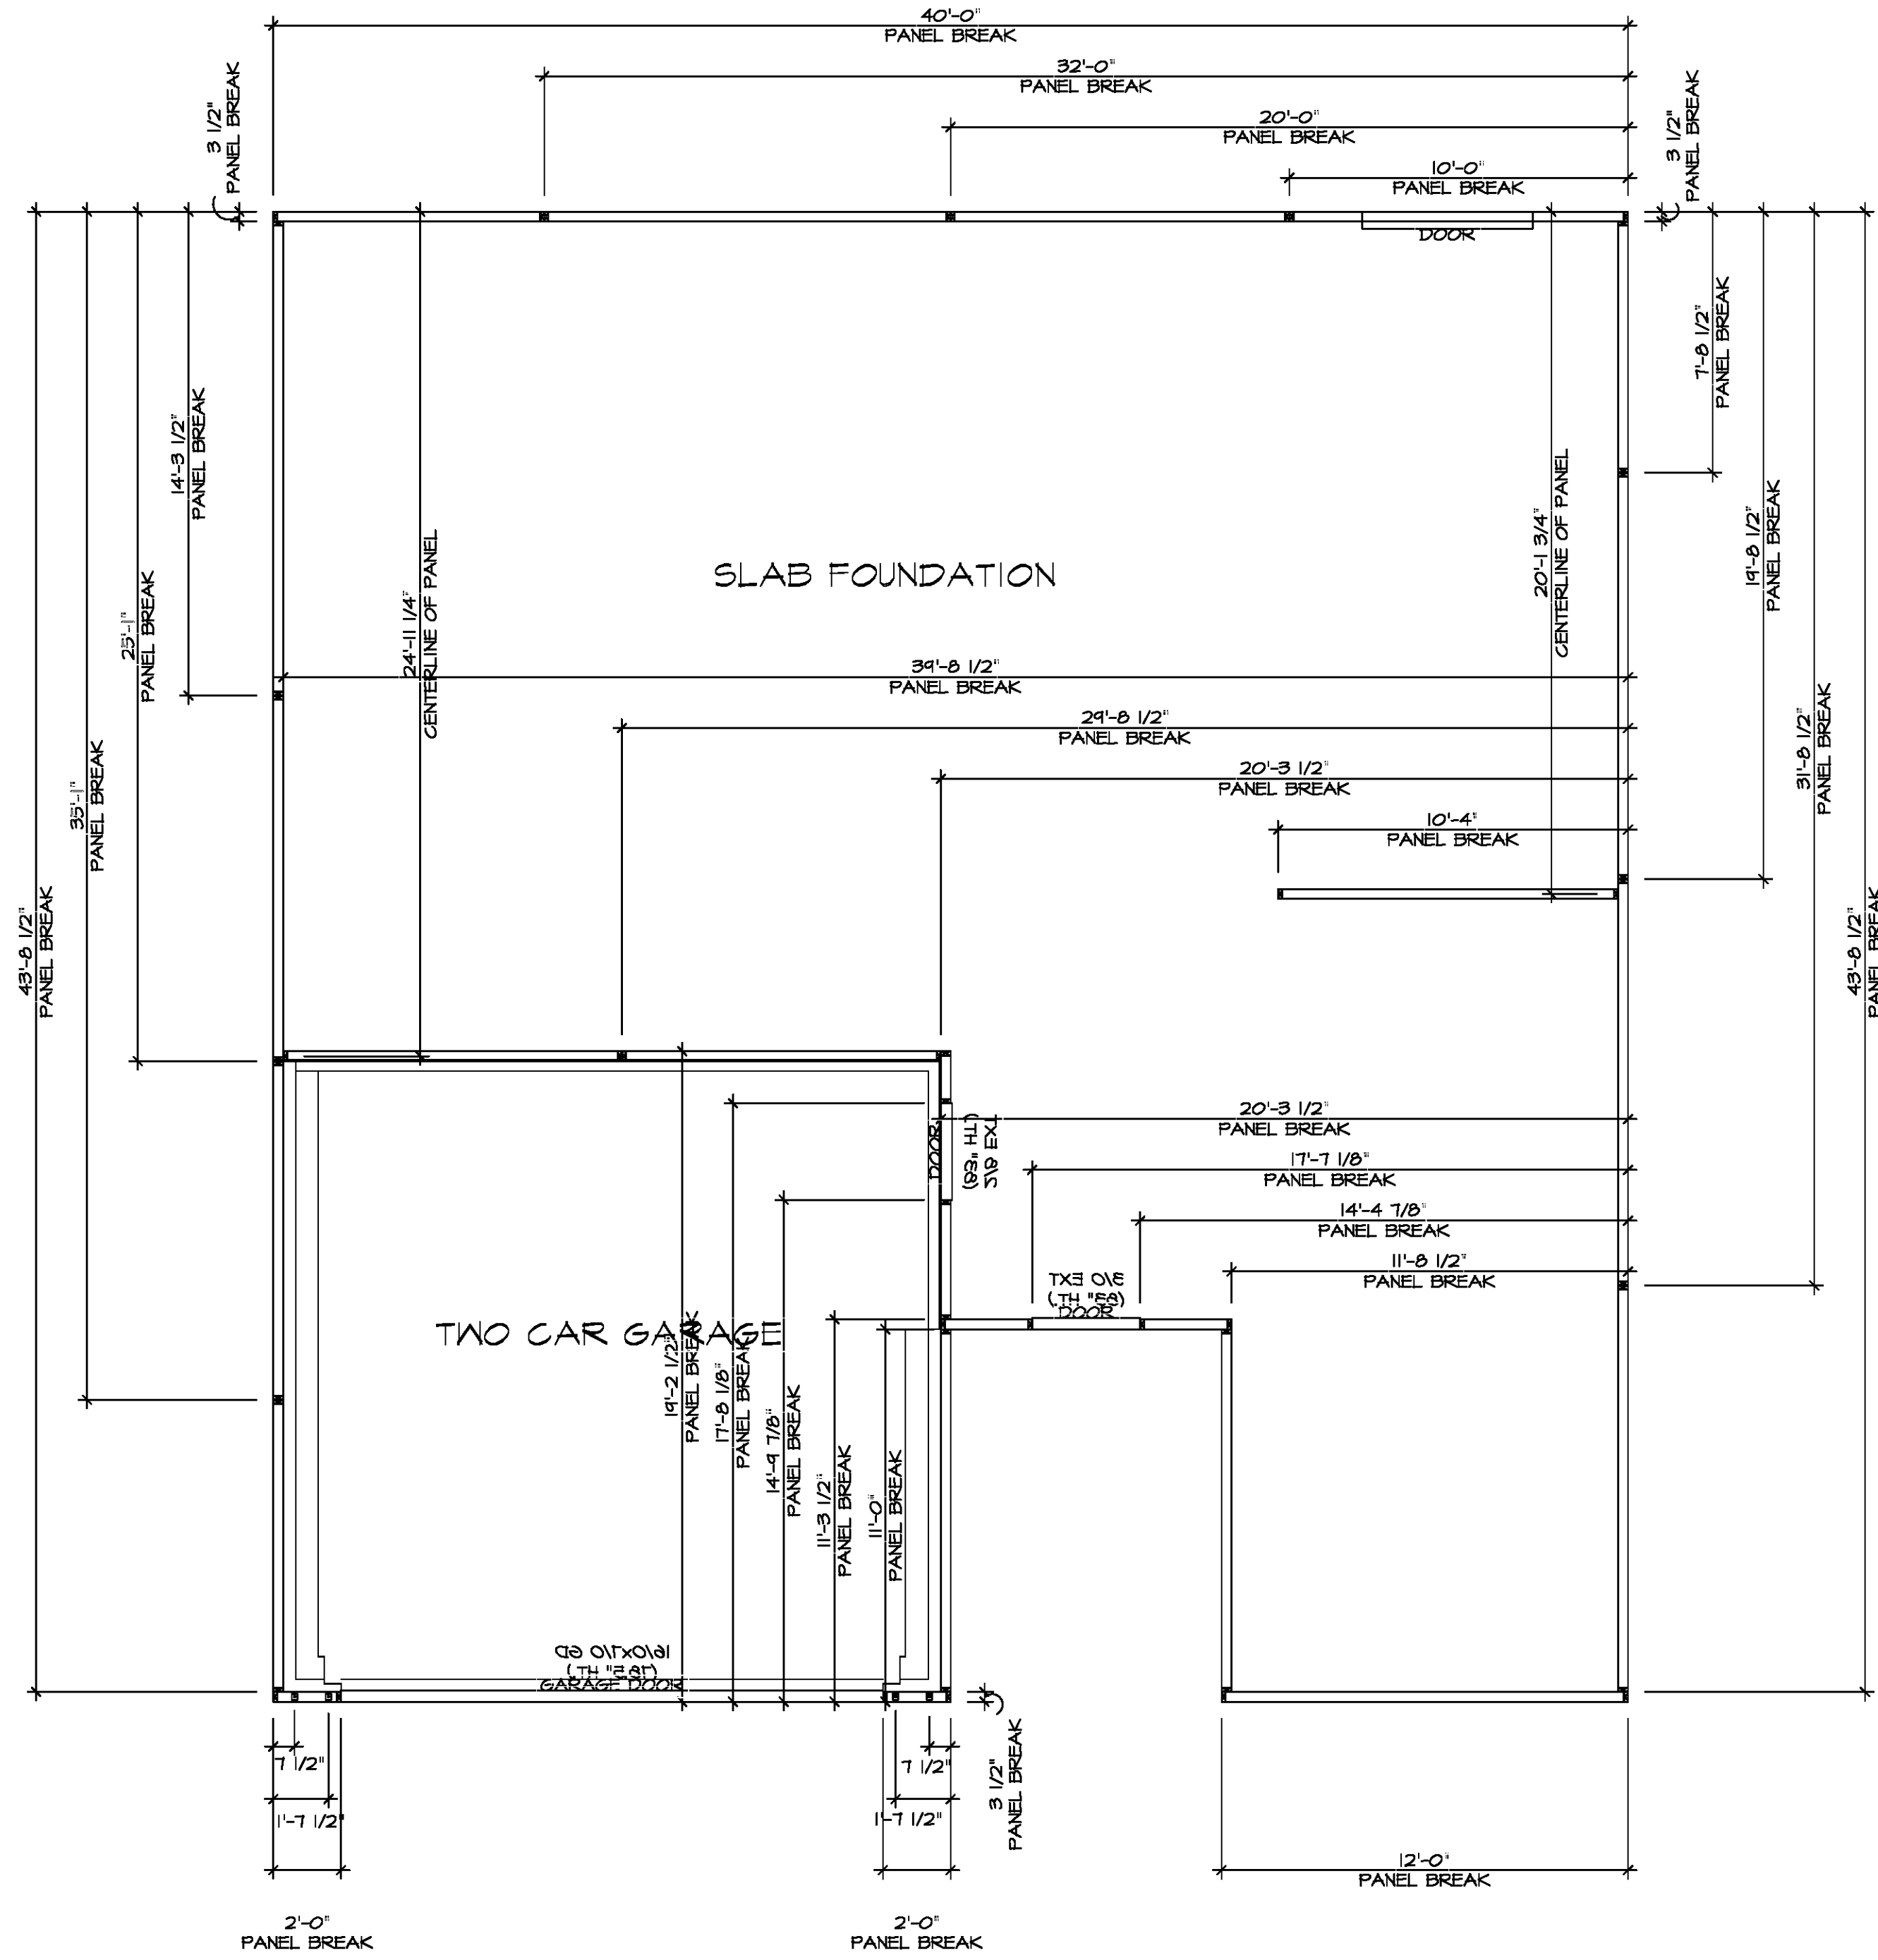 40'-0"
PANEL BREAK
32'-0"
PANEL BREAK
20'-0"
PANEL BREAK
10'-0"
PANEL BREAK
3 1/2"
PANEL BREAK
3 1/2"
PANEL BREAK
DOOR
7'-8 1/2"
PANEL BREAK
14'-3 1/2"
PANEL BREAK
19'-8 1/2"
PANEL BREAK
20'-1 3/4"
CENTERLINE OF PANEL
24'-11 1/4"
CENTERLINE OF PANEL
SLAB FOUNDATION
25'-1"
PANEL BREAK
39'-8 1/2"
PANEL BREAK
29'-8 1/2"
PANEL BREAK
31'-8 1/2"
PANEL BREAK
20'-3 1/2"
PANEL BREAK
35'-1"
PANEL BREAK
10'-4"
PANEL BREAK
43'-8 1/2"
PANEL BREAK
43'-8 1/2"
PANEL BREAK
20'-3 1/2"
PANEL BREAK
DOOR
2/8 EXT
(83" HT)
17'-7 1/8"
PANEL BREAK
14'-4 7/8"
PANEL BREAK
11'-8 1/2"
PANEL BREAK
3/0 EXT
DOOR
TWO CAR GARAGE
19'-2 1/2"
PANEL BREAK
17'-8 1/8"
PANEL BREAK
14'-9 7/8"
PANEL BREAK
11'-3 1/2"
PANEL BREAK
11'-0"
PANEL BREAK
16/0x7/0 GD
GARAGE DOOR
7 1/2"
7 1/2"
3 1/2"
PANEL BREAK
1'-7 1/2"
1'-7 1/2"
12'-0"
PANEL BREAK
2'-0"
PANEL BREAK
2'-0"
PANEL BREAK